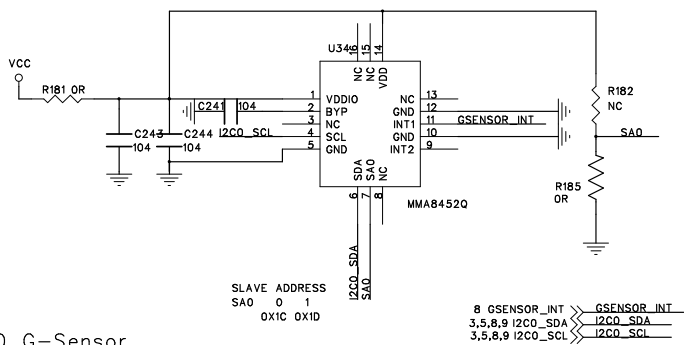 U34
16 15 14
NC NC VDD
VCC
R181 0R
1 VDDIO
2 BYP
3 NC
4 SCL
5 GND
NC 13
GND 12
INT1 11
GND 10
INT2 9
SDA SA0 NC
6 7 8
C241 104
I2C0_SCL
C243 104
C244 104
GSENSOR_INT
R182
NC
SA0
R185
0R
MMA8452Q
I2C0_SDA
SA0
SLAVE ADDRESS
SA0 0 1
0X1C 0X1D
8 GSENSOR_INT GSENSOR_INT
3,5,8,9 I2C0_SDA I2C0_SDA
3,5,8,9 I2C0_SCL I2C0_SCL
G-Sensor